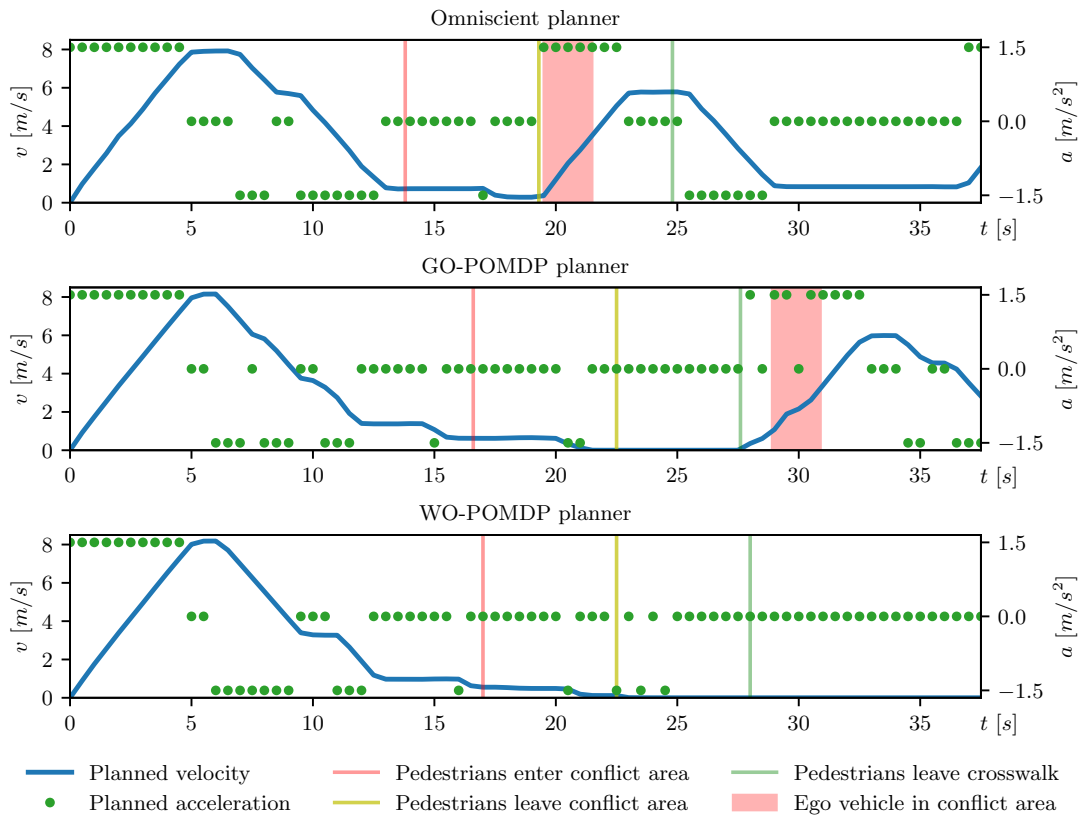 Omniscient planner
8 6 4 2 0
v [m/s]
1.5 0.0 −1.5
a [m/s²]
0 5 10 15 20 25 30 35 t [s]
GO-POMDP planner
8 6 4 2 0
v [m/s]
1.5 0.0 −1.5
a [m/s²]
0 5 10 15 20 25 30 35 t [s]
WO-POMDP planner
8 6 4 2 0
v [m/s]
1.5 0.0 −1.5
a [m/s²]
0 5 10 15 20 25 30 35 t [s]
Planned velocity
Planned acceleration
Pedestrians enter conflict area
Pedestrians leave conflict area
Pedestrians leave crosswalk
Ego vehicle in conflict area